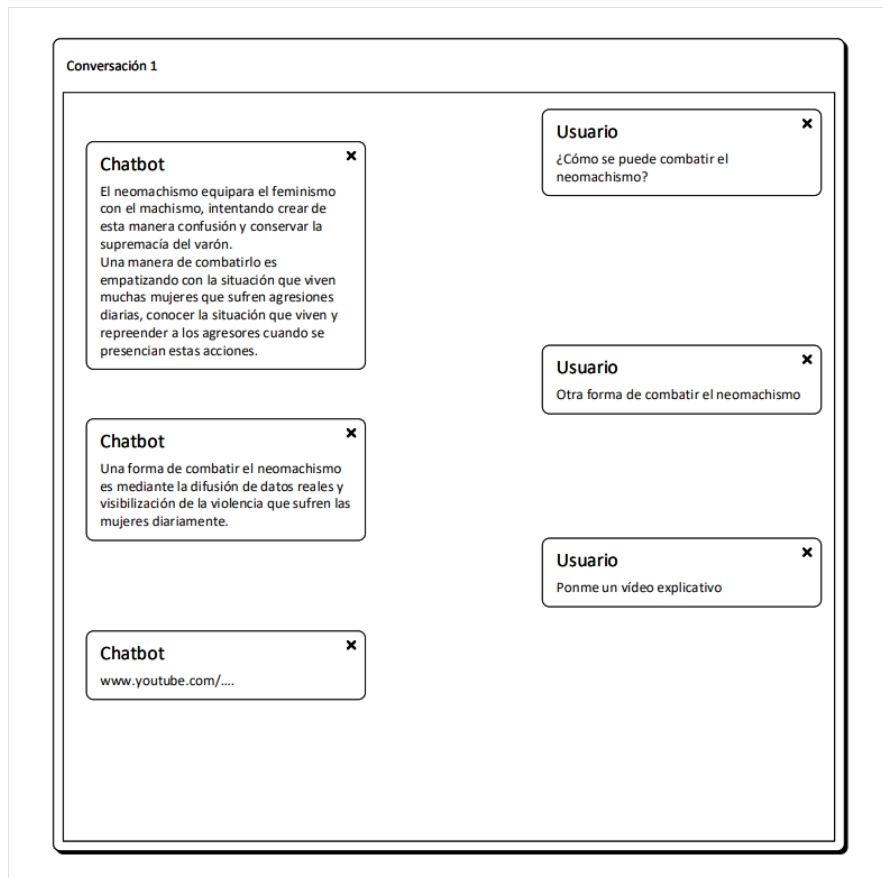 Conversación 1
Usuario
¿Cómo se puede combatir el
neomachismo?
Chatbot
El neomachismo equipara el feminismo
con el machismo, intentando crear de
esta manera confusión y conservar la
supremacía del varón.
Una manera de combatirlo es
empatizando con la situación que viven
muchas mujeres que sufren agresiones
diarias, conocer la situación que viven y
repreender a los agresores cuando se
presencian estas acciones.
Usuario
Otra forma de combatir el neomachismo
Chatbot
Una forma de combatir el neomachismo
es mediante la difusión de datos reales y
visibilización de la violencia que sufren las
mujeres diariamente.
Usuario
Ponme un vídeo explicativo
Chatbot
www.youtube.com/....